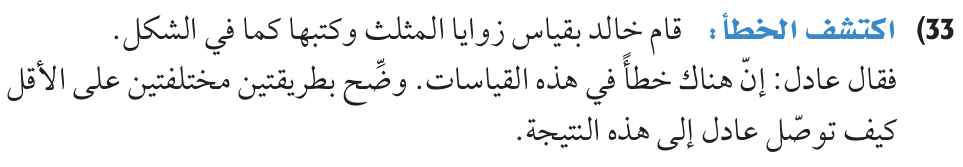 33) اكتشف الخطأ : قام خالد بقياس زوايا المثلث وكتبها كما في الشكل.
فقال عادل: إنّ هناك خطأً في هذه القياسات. وضِّح بطريقتين مختلفتين على الأقل
كيف توصّل عادل إلى هذه النتيجة.